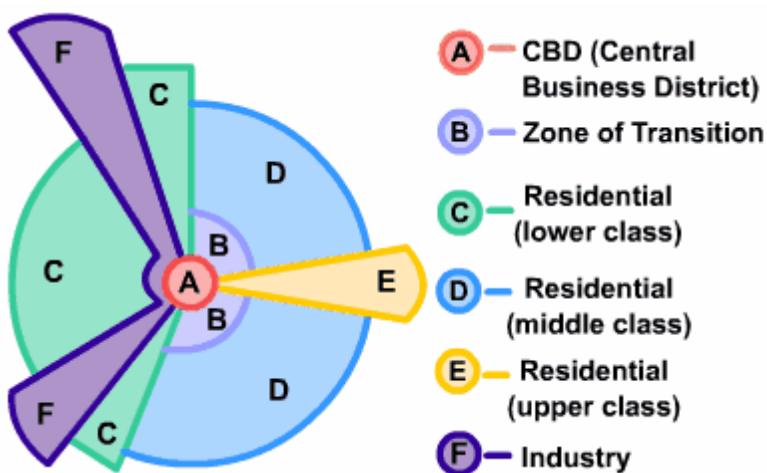 F
C
D
B
C
A
E
B
D
F
C
A CBD (Central
Business District)
B Zone of Transition
C Residential
(lower class)
D Residential
(middle class)
E Residential
(upper class)
F Industry